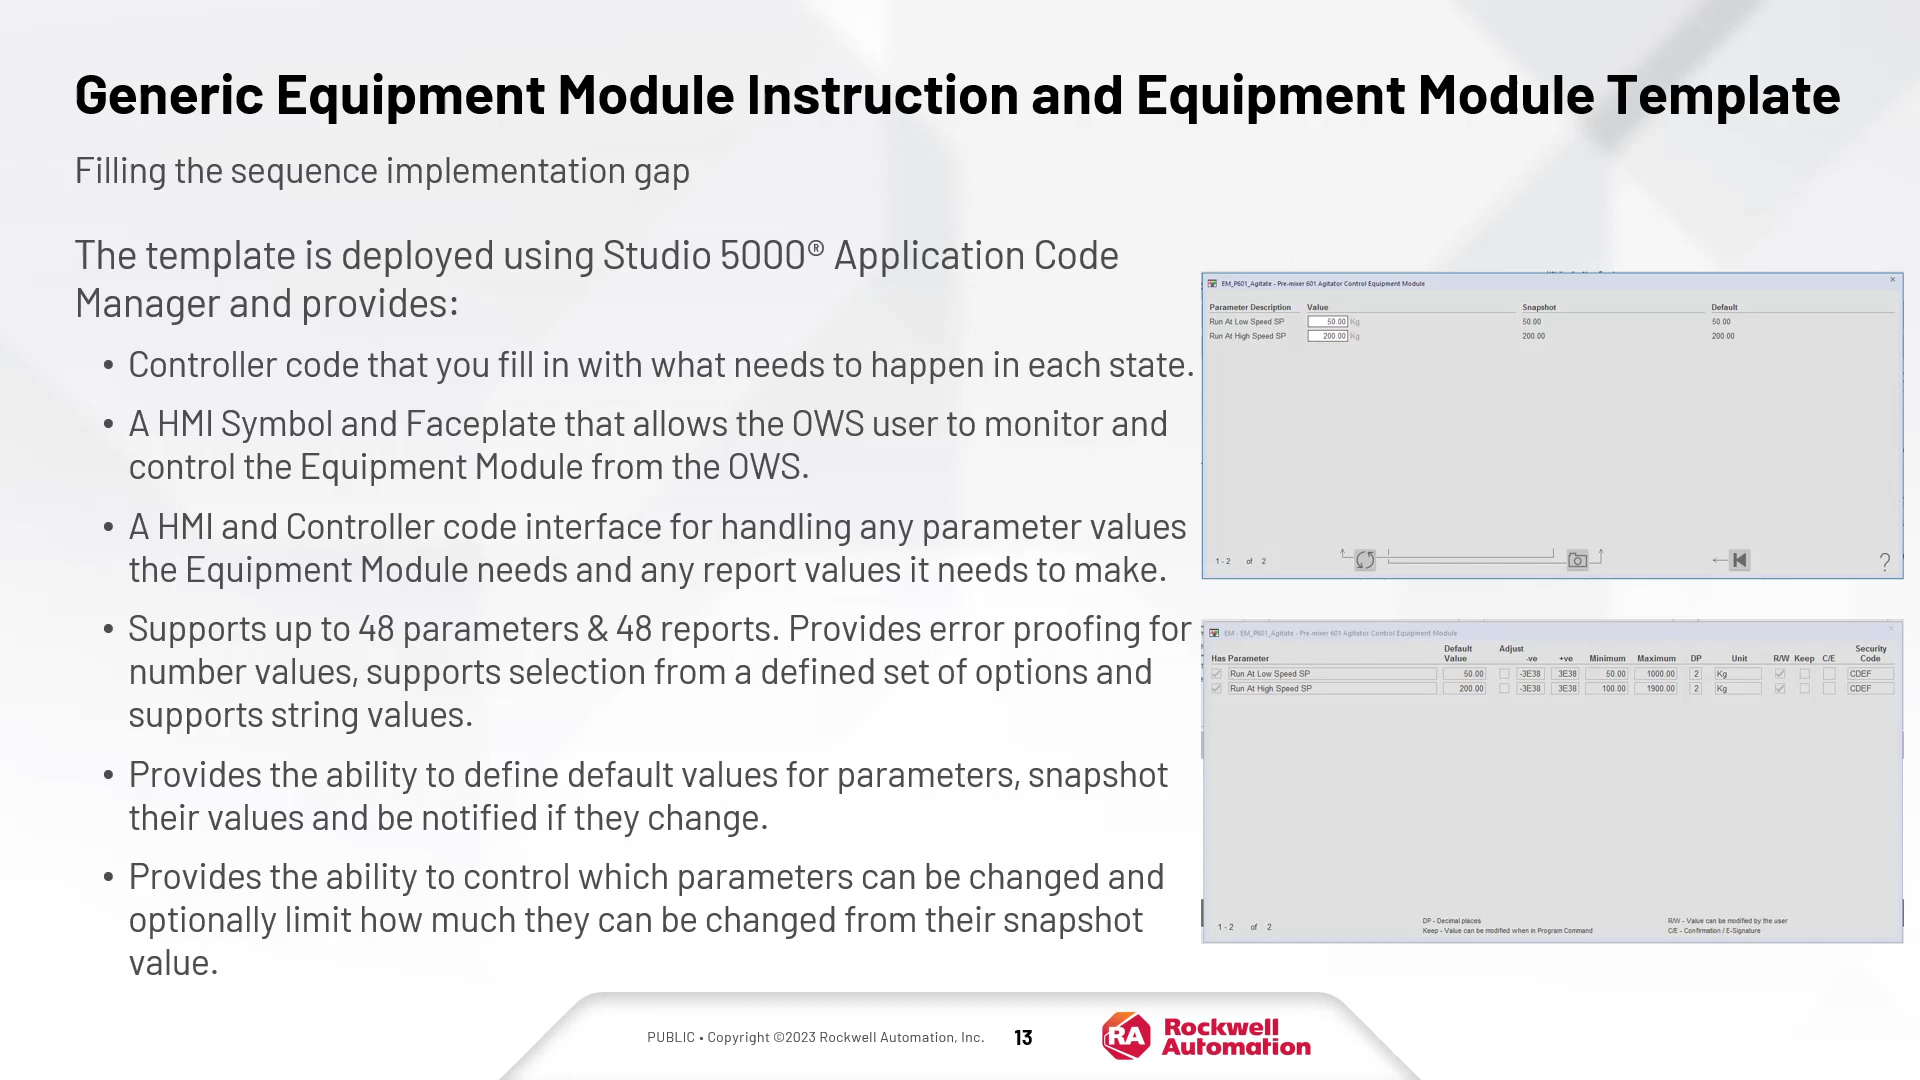 Generic Equipment Module Instruction and Equipment Module Template
Filling the sequence implementation gap
The template is deployed using Studio 5000® Application Code
Manager and provides:
• Controller code that you fill in with what needs to happen in each state.
• A HMI Symbol and Faceplate that allows the OWS user to monitor and
control the Equipment Module from the OWS.
• A HMI and Controller code interface for handling any parameter values
the Equipment Module needs and any report values it needs to make.
• Supports up to 48 parameters & 48 reports. Provides error proofing for
number values, supports selection from a defined set of options and
supports string values.
• Provides the ability to define default values for parameters, snapshot
their values and be notified if they change.
• Provides the ability to control which parameters can be changed and
optionally limit how much they can be changed from their snapshot
value.
EM_P601_Agitate - Pre-mixer 601 Agitator Control Equipment Module
Parameter Description Value Snapshot Default
Run At Low Speed SP 50.00 Kg 50.00 50.00
Run At High Speed SP 200.00 Kg 200.00 200.00
1 - 2 of 2 ?
EM - EM_P601_Agitate - Pre-mixer 601 Agitator Control Equipment Module
Default Adjust Security
Has Parameter Value -ve +ve Minimum Maximum DP Unit R/W Keep C/E Code
Run At Low Speed SP 50.00 -3E38 3E38 50.00 1000.00 2 Kg CDEF
Run At High Speed SP 200.00 -3E38 3E38 100.00 1900.00 2 Kg CDEF
DP - Decimal places R/W - Value can be modified by the user
1 - 2 of 2 Keep - Value can be modified when in Program Command C/E - Confirmation / E-Signature
PUBLIC • Copyright ©2023 Rockwell Automation, Inc. 13
RA Rockwell
Automation